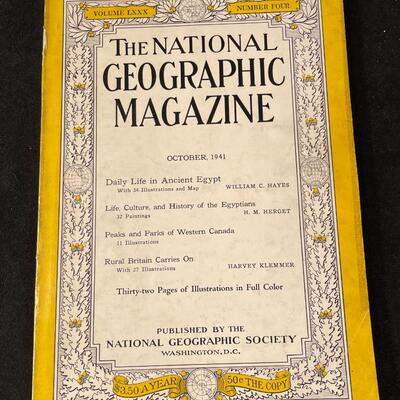 VOLUME LXXX NUMBER FOUR
THE NATIONAL
GEOGRAPHIC
MAGAZINE
OCTOBER, 1941
Daily Life in Ancient Egypt
With 34 Illustrations and Map WILLIAM C. HAYES
Life, Culture, and History of the Egyptians
32 Paintings H. M. HERGET
Peaks and Parks of Western Canada
11 Illustrations
Rural Britain Carries On
With 27 Illustrations HARVEY KLEMMER
Thirty-two Pages of Illustrations in Full Color
PUBLISHED BY THE
NATIONAL GEOGRAPHIC SOCIETY
WASHINGTON, D.C.
$3.50 A YEAR 50¢ THE COPY